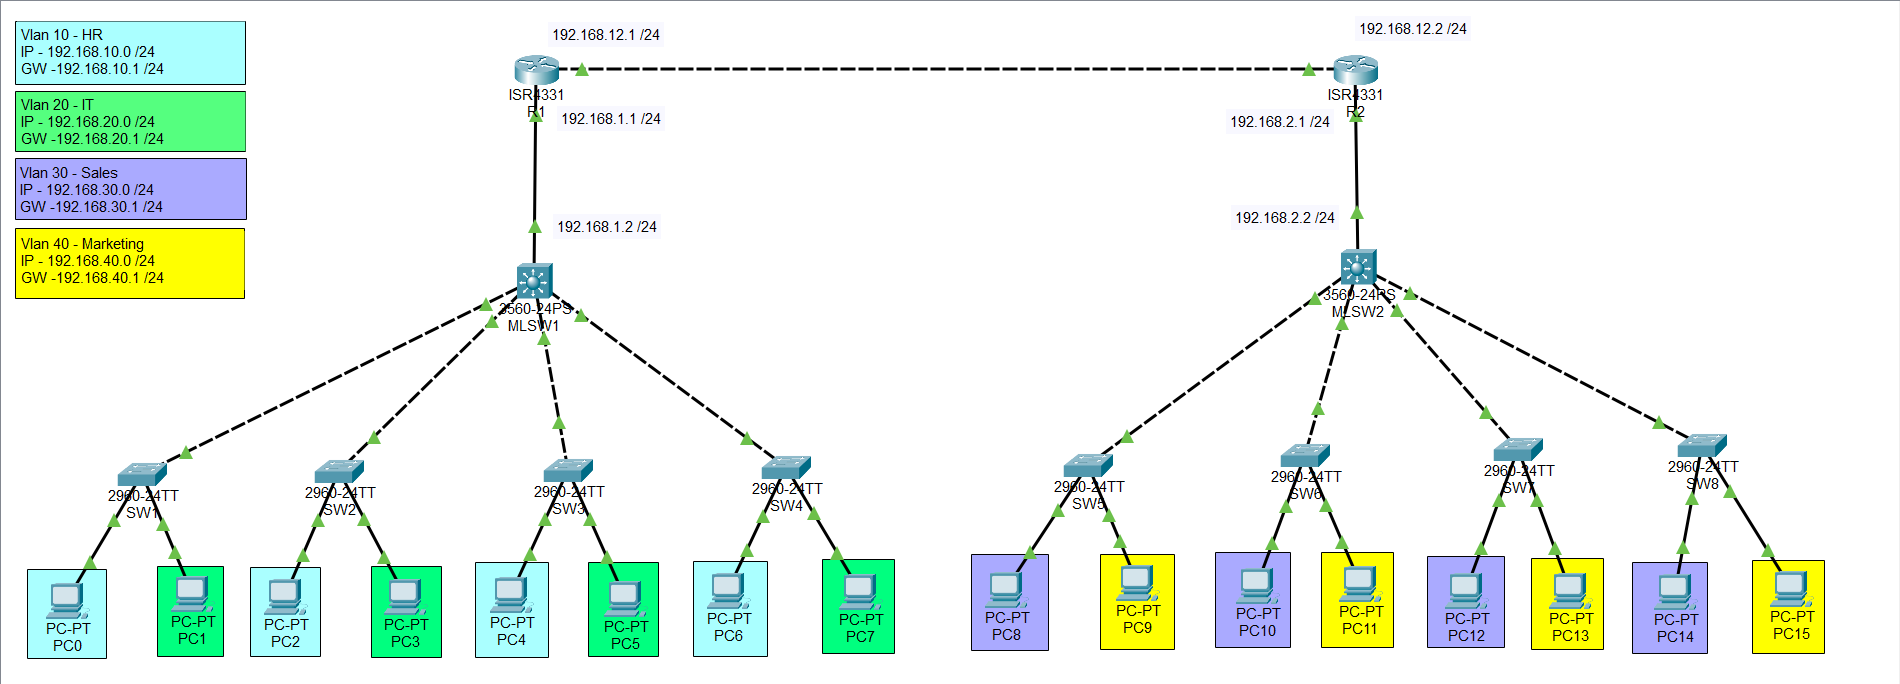 Vlan 10 - HR
IP - 192.168.10.0 /24
GW -192.168.10.1 /24
Vlan 20 - IT
IP - 192.168.20.0 /24
GW -192.168.20.1 /24
Vlan 30 - Sales
IP - 192.168.30.0 /24
GW -192.168.30.1 /24
Vlan 40 - Marketing
IP - 192.168.40.0 /24
GW -192.168.40.1 /24
192.168.12.1 /24
192.168.12.2 /24
ISR4331
R1
ISR4331
R2
192.168.1.1 /24
192.168.2.1 /24
192.168.1.2 /24
192.168.2.2 /24
3560-24PS
MLSW1
3560-24PS
MLSW2
2960-24TT
SW1
2960-24TT
SW2
2960-24TT
SW3
2960-24TT
SW4
2960-24TT
SW5
2960-24TT
SW6
2960-24TT
SW7
2960-24TT
SW8
PC-PT
PC0
PC-PT
PC1
PC-PT
PC2
PC-PT
PC3
PC-PT
PC4
PC-PT
PC5
PC-PT
PC6
PC-PT
PC7
PC-PT
PC8
PC-PT
PC9
PC-PT
PC10
PC-PT
PC11
PC-PT
PC12
PC-PT
PC13
PC-PT
PC14
PC-PT
PC15